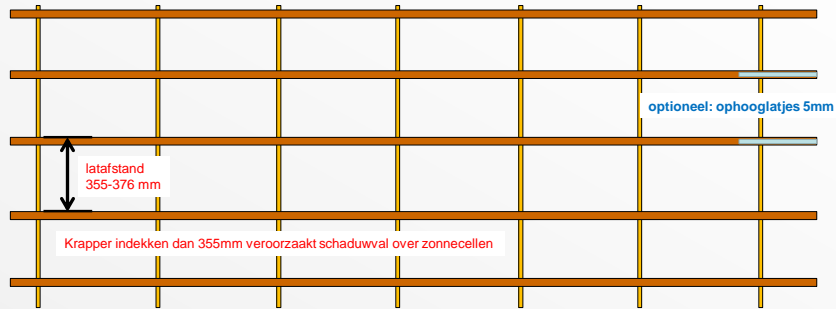 optioneel: ophooglatjes 5mm
latafstand
355-376 mm
Krapper indekken dan 355mm veroorzaakt schaduwval over zonnecellen